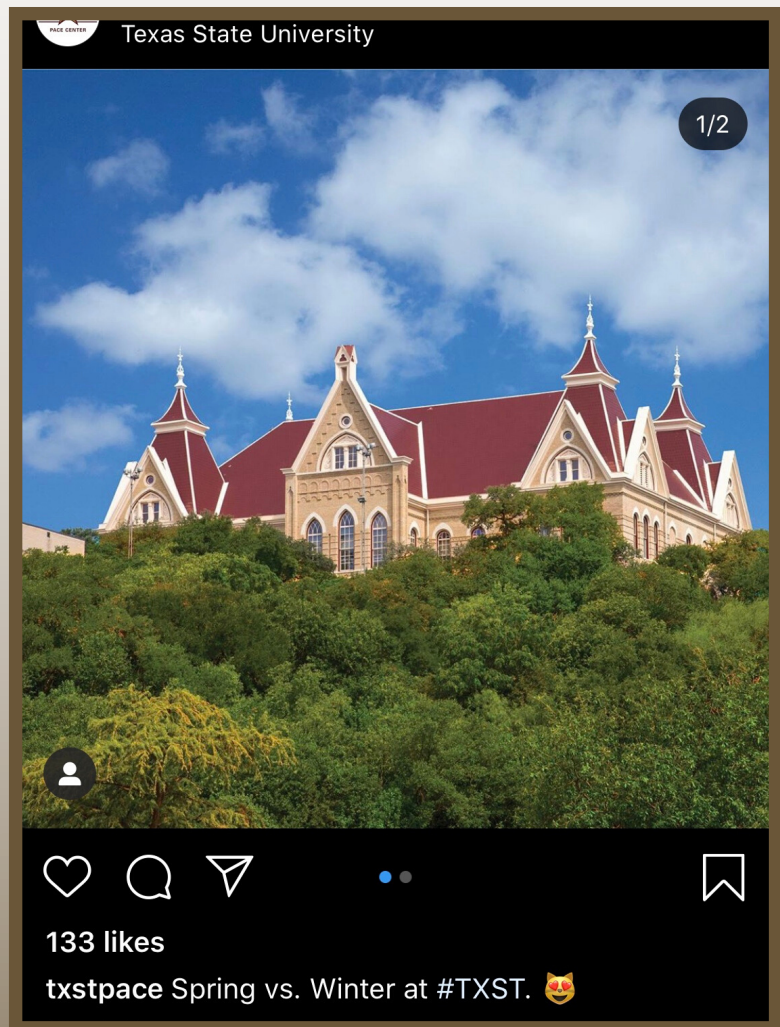 PACE CENTER
Texas State University
1/2
133 likes
txstpace Spring vs. Winter at #TXST. 😻